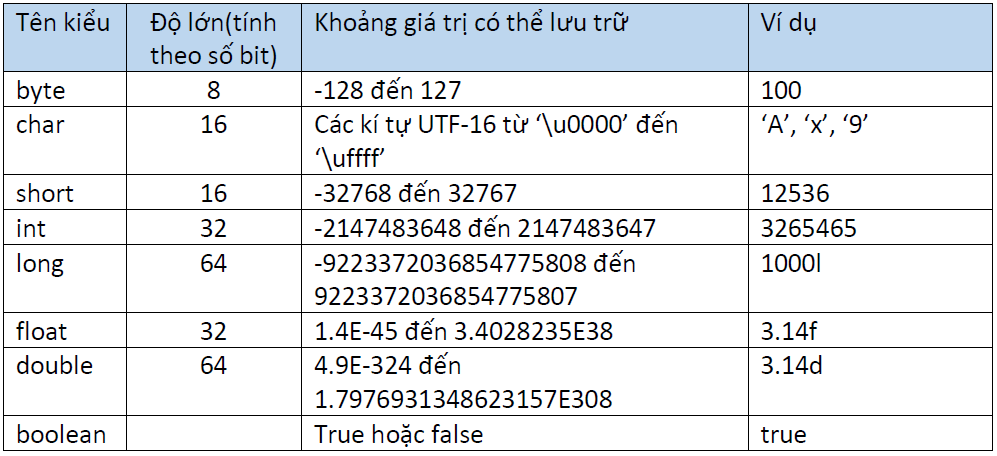 Tên kiểu
Độ lớn(tính
theo số bit)
Khoảng giá trị có thể lưu trữ
Ví dụ
byte
8
-128 đến 127
100
char
16
Các kí tự UTF-16 từ ‘\u0000’ đến
‘\uffff’
‘A’, ‘x’, ‘9’
short
16
-32768 đến 32767
12536
int
32
-2147483648 đến 2147483647
3265465
long
64
-9223372036854775808 đến
9223372036854775807
1000l
float
32
1.4E-45 đến 3.4028235E38
3.14f
double
64
4.9E-324 đến
1.7976931348623157E308
3.14d
boolean
True hoặc false
true